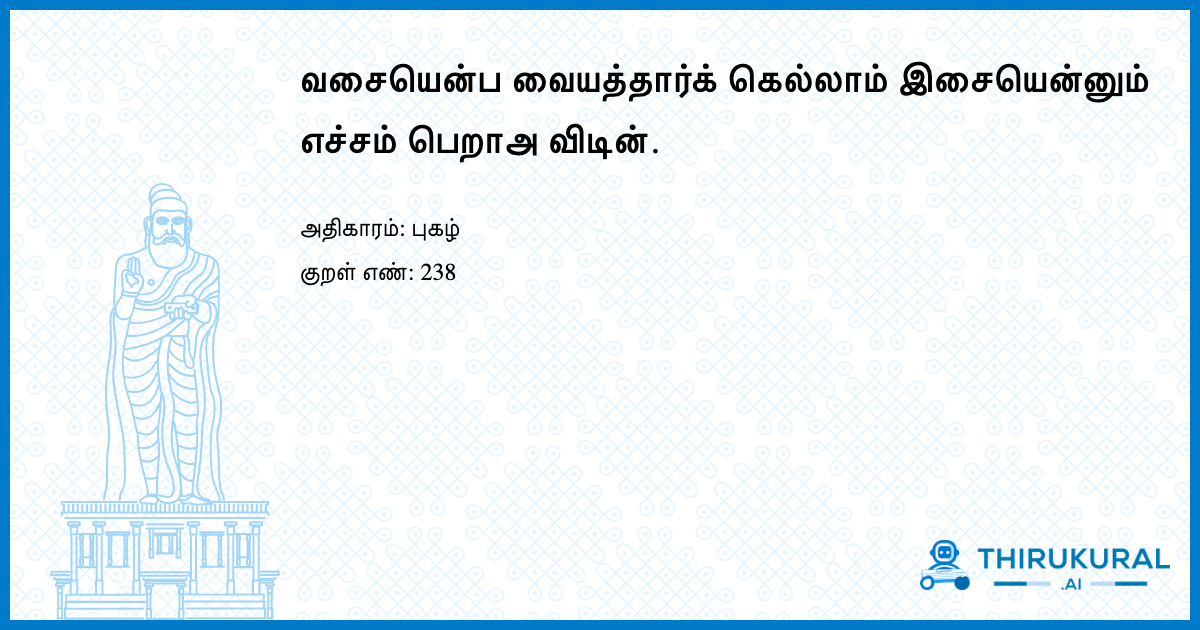 வசையென்ப வையத்தார்க் கெல்லாம் இசையென்னும்
எச்சம் பெறாஅ விடின்.
அதிகாரம்: புகழ்
குறள் எண்: 238
THIRUKURAL
.AI